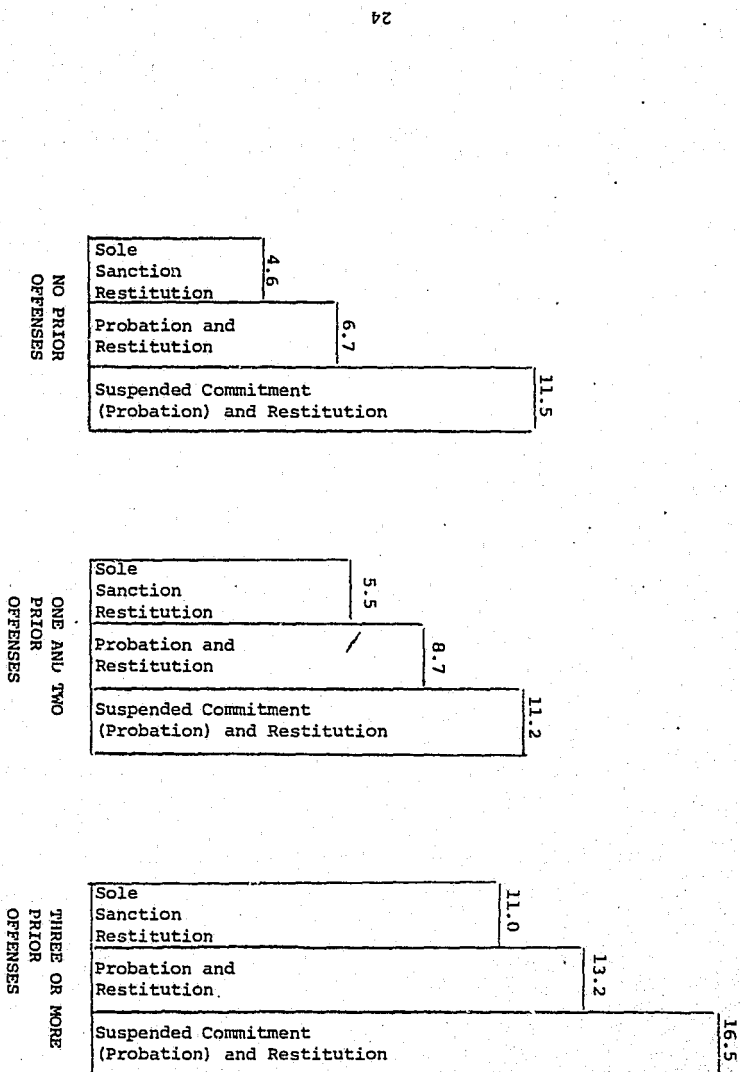 24
Sole
Sanction
Restitution
4.6
Probation and
Restitution
6.7
Suspended Commitment
(Probation) and Restitution
11.5
NO PRIOR
OFFENSES
Sole
Sanction
Restitution
5.5
Probation and
Restitution
8.7
Suspended Commitment
(Probation) and Restitution
11.2
ONE AND TWO
PRIOR
OFFENSES
Sole
Sanction
Restitution
11.0
Probation and
Restitution
13.2
Suspended Commitment
(Probation) and Restitution
16.5
THREE OR MORE
PRIOR
OFFENSES